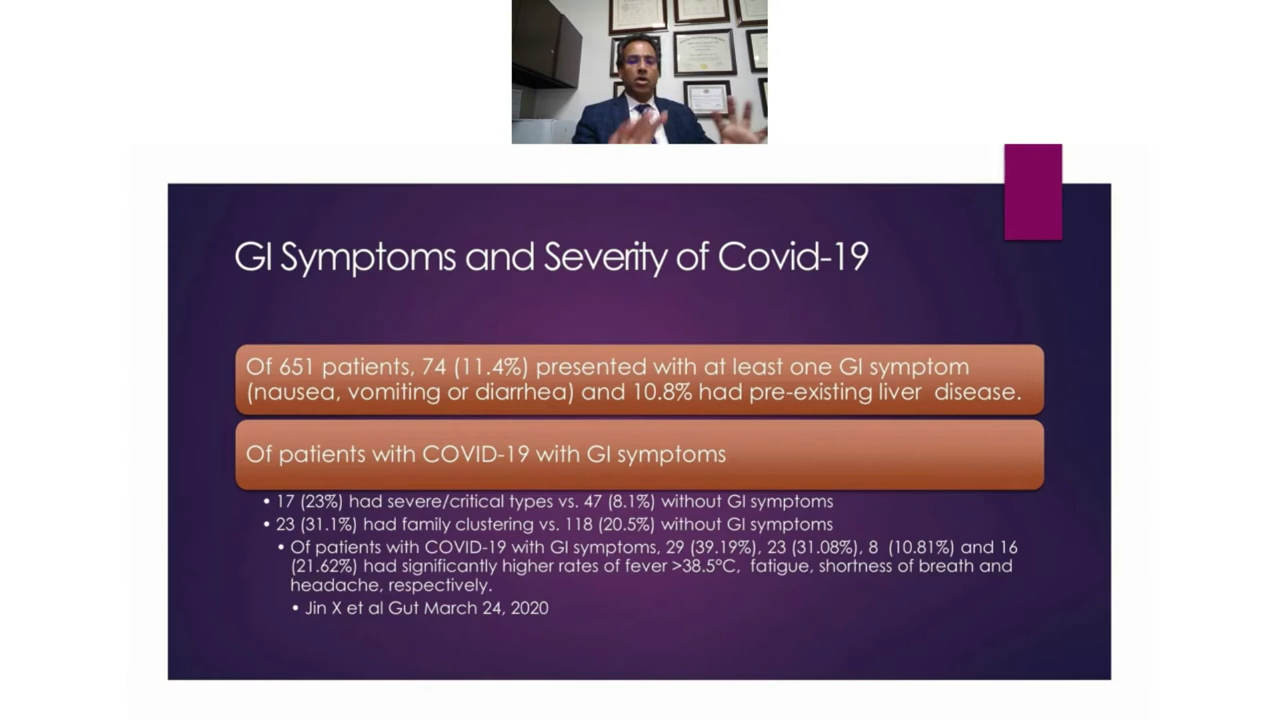 GI Symptoms and Severity of Covid-19
Of 651 patients, 74 (11.4%) presented with at least one GI symptom
(nausea, vomiting or diarrhea) and 10.8% had pre-existing liver disease.
Of patients with COVID-19 with GI symptoms
• 17 (23%) had severe/critical types vs. 47 (8.1%) without GI symptoms
• 23 (31.1%) had family clustering vs. 118 (20.5%) without GI symptoms
• Of patients with COVID-19 with GI symptoms, 29 (39.19%), 23 (31.08%), 8 (10.81%) and 16
(21.62%) had significantly higher rates of fever >38.5°C, fatigue, shortness of breath and
headache, respectively.
• Jin X et al Gut March 24, 2020